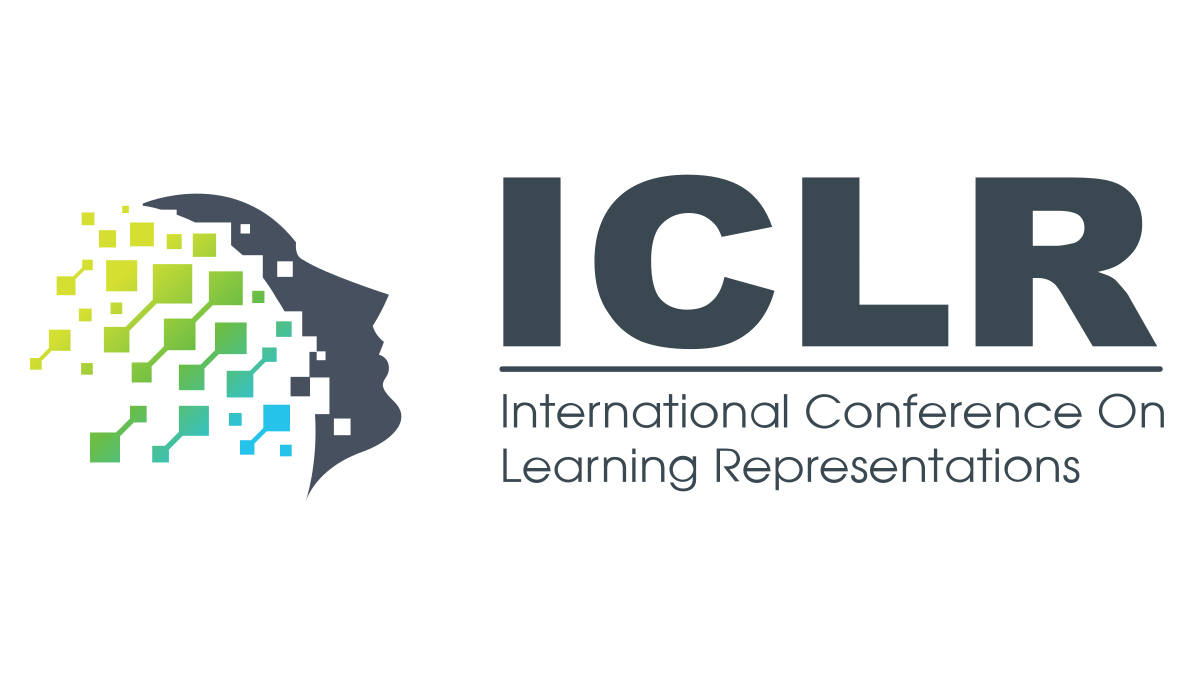 ICLR
International Conference On
Learning Representations